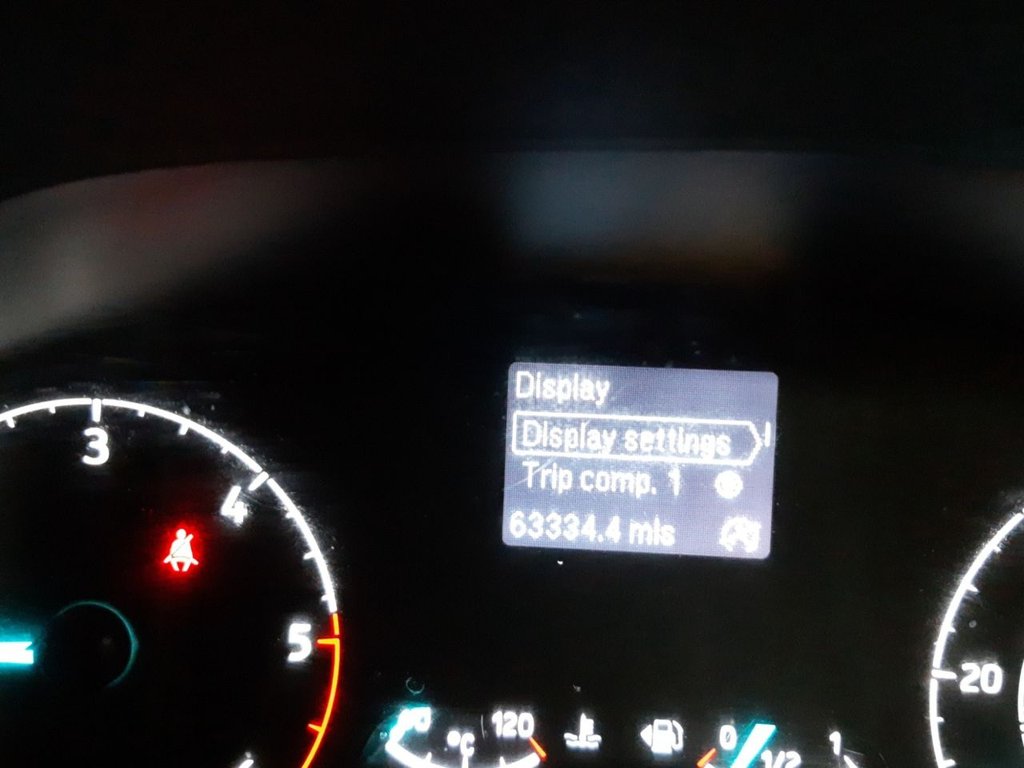 Display
Display settings
Trip comp. 1
63334.4 mls
3
4
5
20
120
°C
0
1/2
1